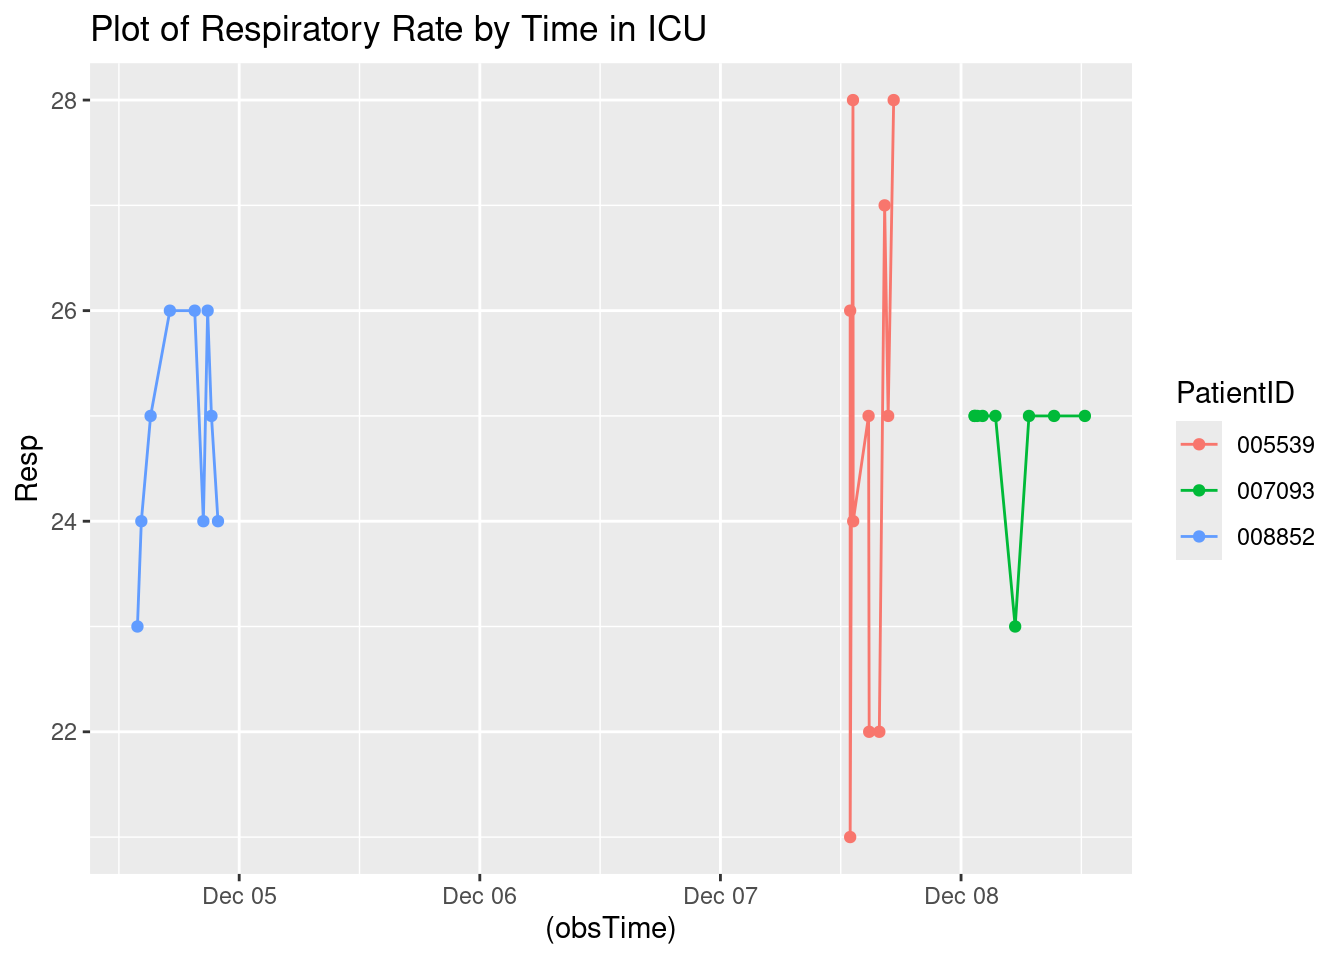 Plot of Respiratory Rate by Time in ICU
28
26
24
22
Resp
Dec 05
Dec 06
Dec 07
Dec 08
(obsTime)
PatientID
005539
007093
008852